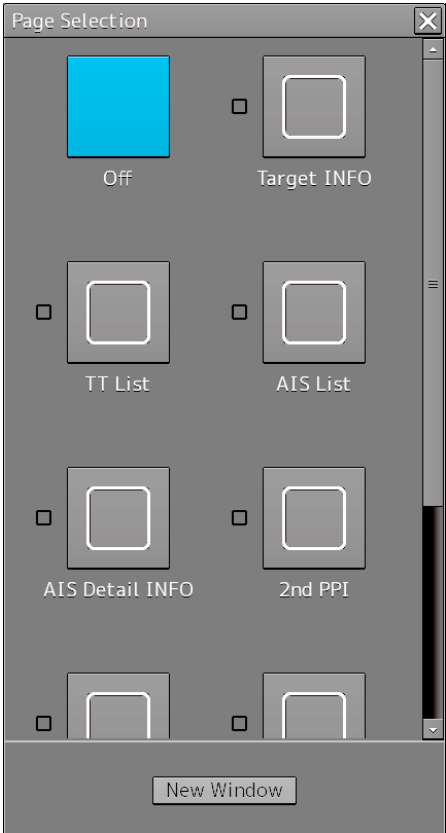 Page Selection
Off
Target INFO
TT List
AIS List
AIS Detail INFO
2nd PPI
New Window